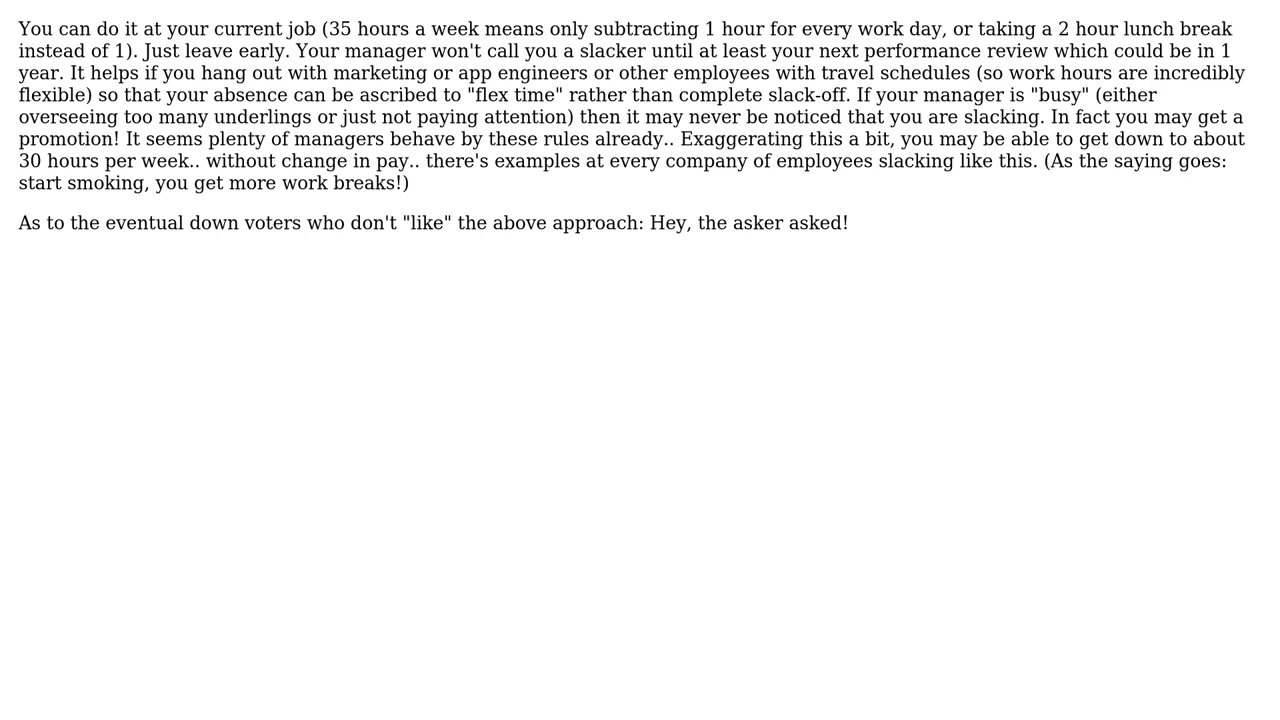 You can do it at your current job (35 hours a week means only subtracting 1 hour for every work day, or taking a 2 hour lunch break
instead of 1). Just leave early. Your manager won't call you a slacker until at least your next performance review which could be in 1
year. It helps if you hang out with marketing or app engineers or other employees with travel schedules (so work hours are incredibly
flexible) so that your absence can be ascribed to "flex time" rather than complete slack-off. If your manager is "busy" (either
overseeing too many underlings or just not paying attention) then it may never be noticed that you are slacking. In fact you may get a
promotion! It seems plenty of managers behave by these rules already.. Exaggerating this a bit, you may be able to get down to about
30 hours per week.. without change in pay.. there's examples at every company of employees slacking like this. (As the saying goes:
start smoking, you get more work breaks!)
As to the eventual down voters who don't "like" the above approach: Hey, the asker asked!